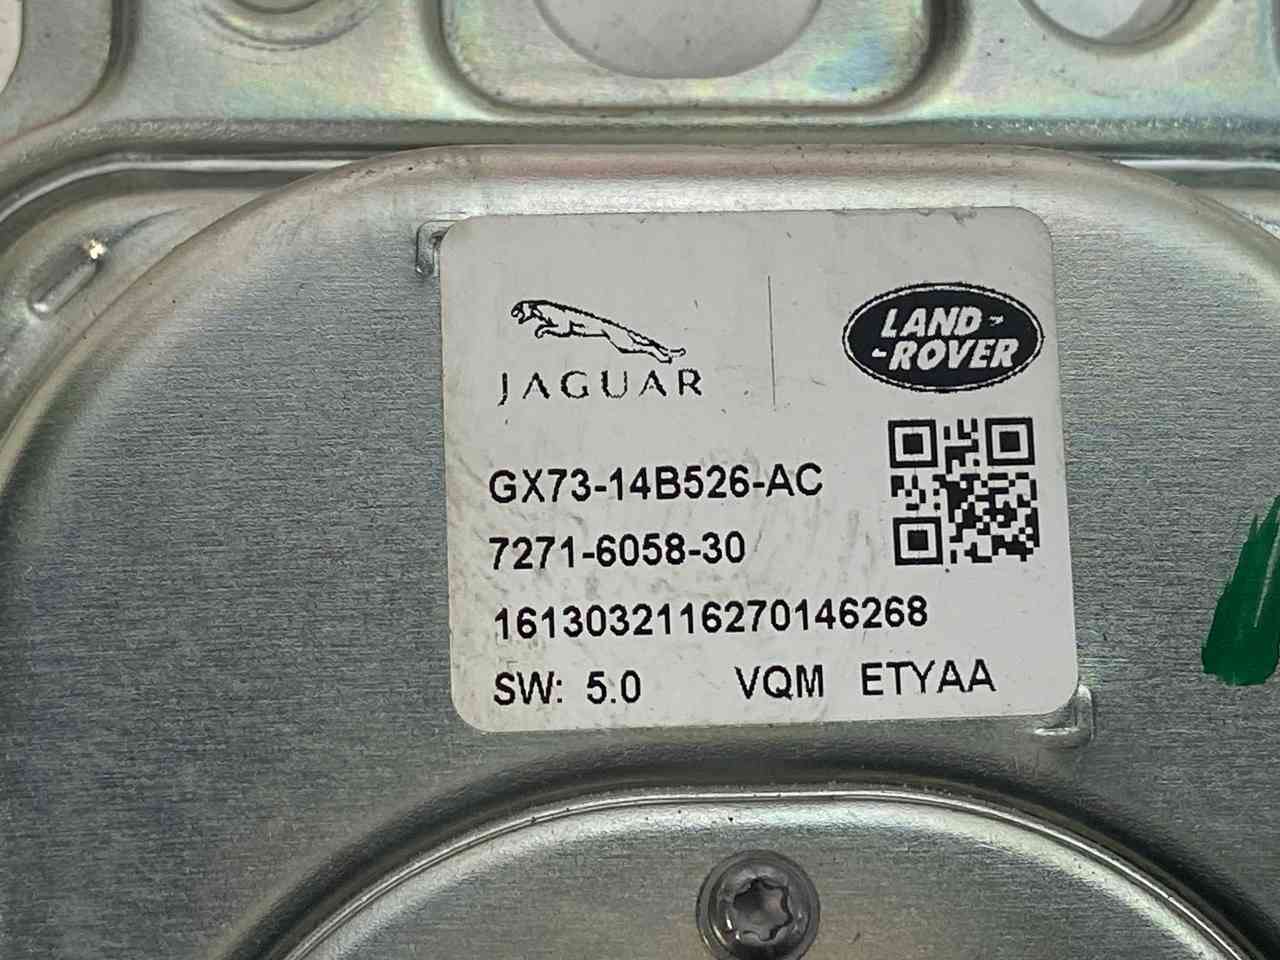 JAGUAR
LAND
-ROVER
GX73-14B526-AC
7271-6058-30
1613032116270146268
SW: 5.0 VQM ETYAA